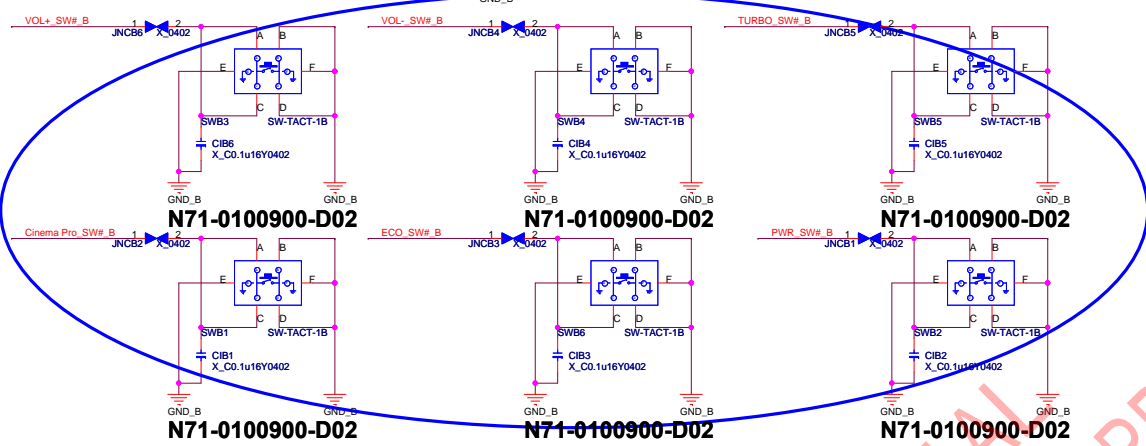 GND_B
VOL+_SW#_B 1 2 VOL-_SW#_B 1 2 TURBO_SW#_B 1 2
JNCB6 X_0402 JNCB4 X_0402 JNCB5 X_0402
A B A B A B
E F E F E F
C D C D C D
SWB3 SW-TACT-1B SWB4 SW-TACT-1B SWB5 SW-TACT-1B
CIB6 CIB4 CIB5
X_C0.1u16Y0402 X_C0.1u16Y0402 X_C0.1u16Y0402
GND_B GND_B GND_B GND_B GND_B GND_B
N71-0100900-D02 N71-0100900-D02 N71-0100900-D02
Cinema Pro_SW#_B 1 2 ECO_SW#_B 1 2 PWR_SW#_B 1 2
JNCB2 X_0402 JNCB3 X_0402 JNCB1 X_0402
A B A B A B
E F E F E F
C D C D C D
SWB1 SW-TACT-1B SWB6 SW-TACT-1B SWB2 SW-TACT-1B
CIB1 CIB3 CIB2
X_C0.1u16Y0402 X_C0.1u16Y0402 X_C0.1u16Y0402
GND_B GND_B GND_B GND_B GND_B GND_B
N71-0100900-D02 N71-0100900-D02 N71-0100900-D02